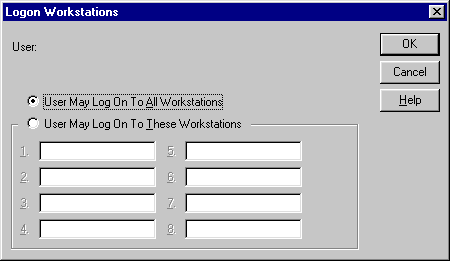 Logon Workstations
User:
OK
Cancel
Help
User May Log On To All Workstations
User May Log On To These Workstations
1. 5.
2. 6.
3. 7.
4. 8.